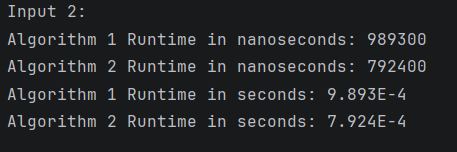 Input 2:
Algorithm 1 Runtime in nanoseconds: 989300
Algorithm 2 Runtime in nanoseconds: 792400
Algorithm 1 Runtime in seconds: 9.893E-4
Algorithm 2 Runtime in seconds: 7.924E-4